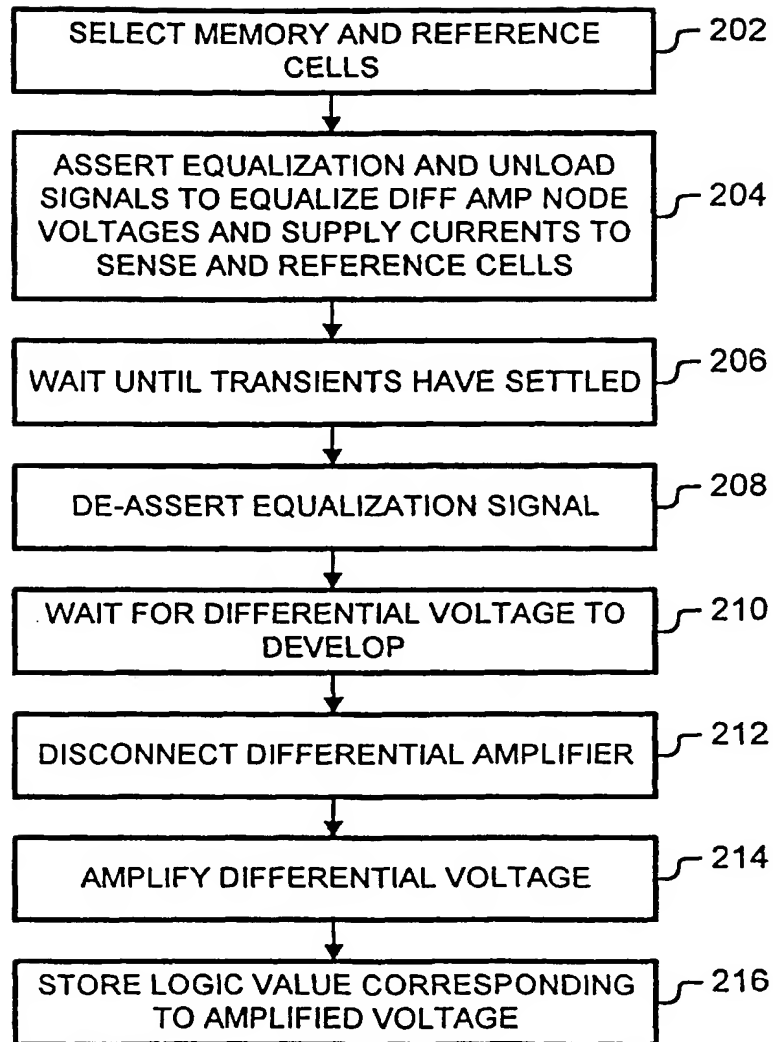 SELECT MEMORY AND REFERENCE
CELLS
202
ASSERT EQUALIZATION AND UNLOAD
SIGNALS TO EQUALIZE DIFF AMP NODE
VOLTAGES AND SUPPLY CURRENTS TO
SENSE AND REFERENCE CELLS
204
WAIT UNTIL TRANSIENTS HAVE SETTLED
206
DE-ASSERT EQUALIZATION SIGNAL
208
WAIT FOR DIFFERENTIAL VOLTAGE TO
DEVELOP
210
DISCONNECT DIFFERENTIAL AMPLIFIER
212
AMPLIFY DIFFERENTIAL VOLTAGE
214
STORE LOGIC VALUE CORRESPONDING
TO AMPLIFIED VOLTAGE
216